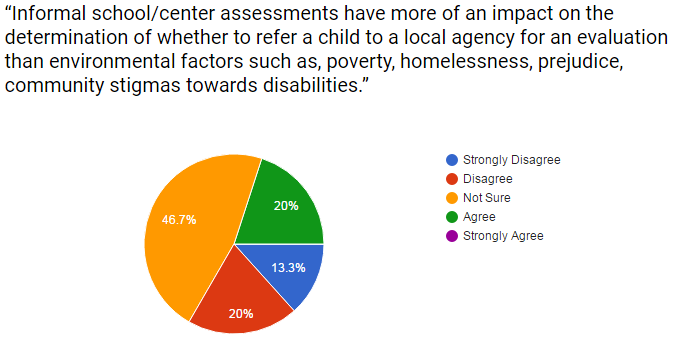 “Informal school/center assessments have more of an impact on the
determination of whether to refer a child to a local agency for an evaluation
than environmental factors such as, poverty, homelessness, prejudice,
community stigmas towards disabilities.”
Strongly Disagree
Disagree
Not Sure
Agree
Strongly Agree
46.7%
20%
13.3%
20%